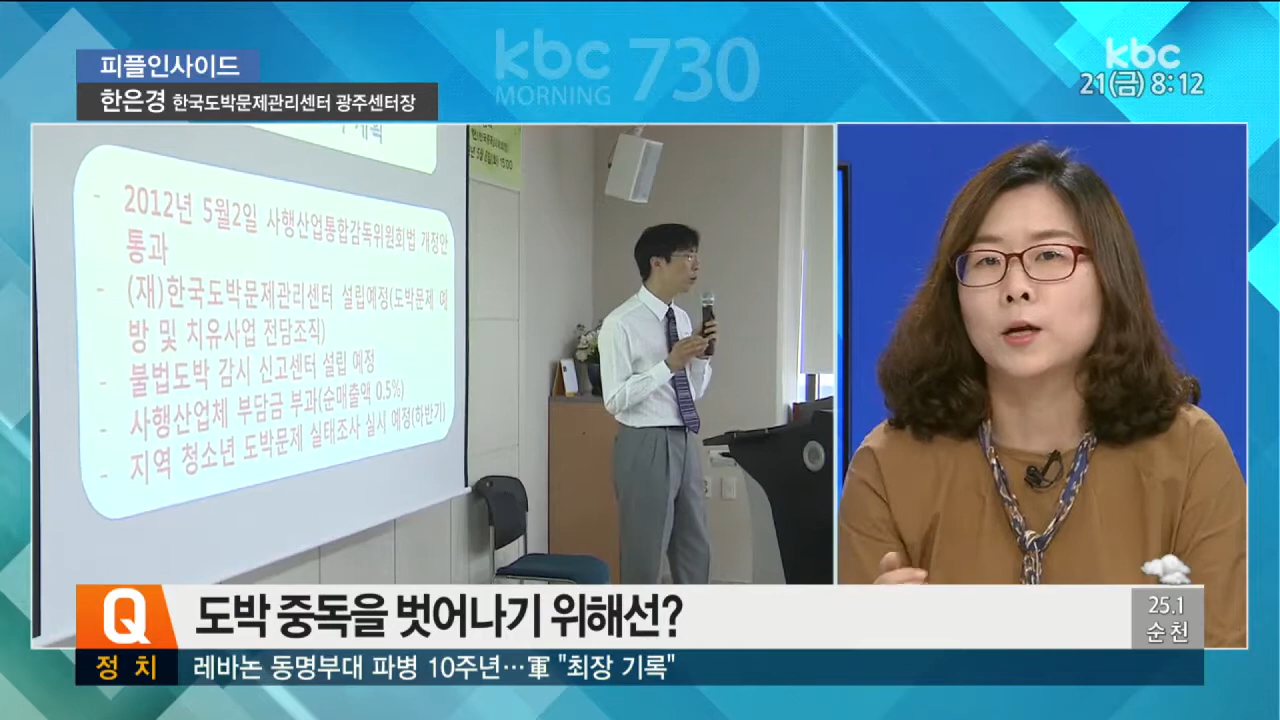 피플인사이드
한은경 한국도박문제관리센터 광주센터장
kbc 730
MORNING
kbc
21(금) 8:12
- 2012년 5월2일 사행산업통합감독위원회법 개정안
통과
- (재)한국도박문제관리센터 설립예정(도박문제 예
방 및 치유사업 전담조직)
- 불법도박 감시 신고센터 설립 예정
- 사행산업체 부담금 부과(순매출액 0.5%)
- 지역 청소년 도박문제 실태조사 실시 예정(하반기)
15:00
Q 도박 중독을 벗어나기 위해선?
25.1
순천
정치 레바논 동명부대 파병 10주년…軍 "최장 기록"